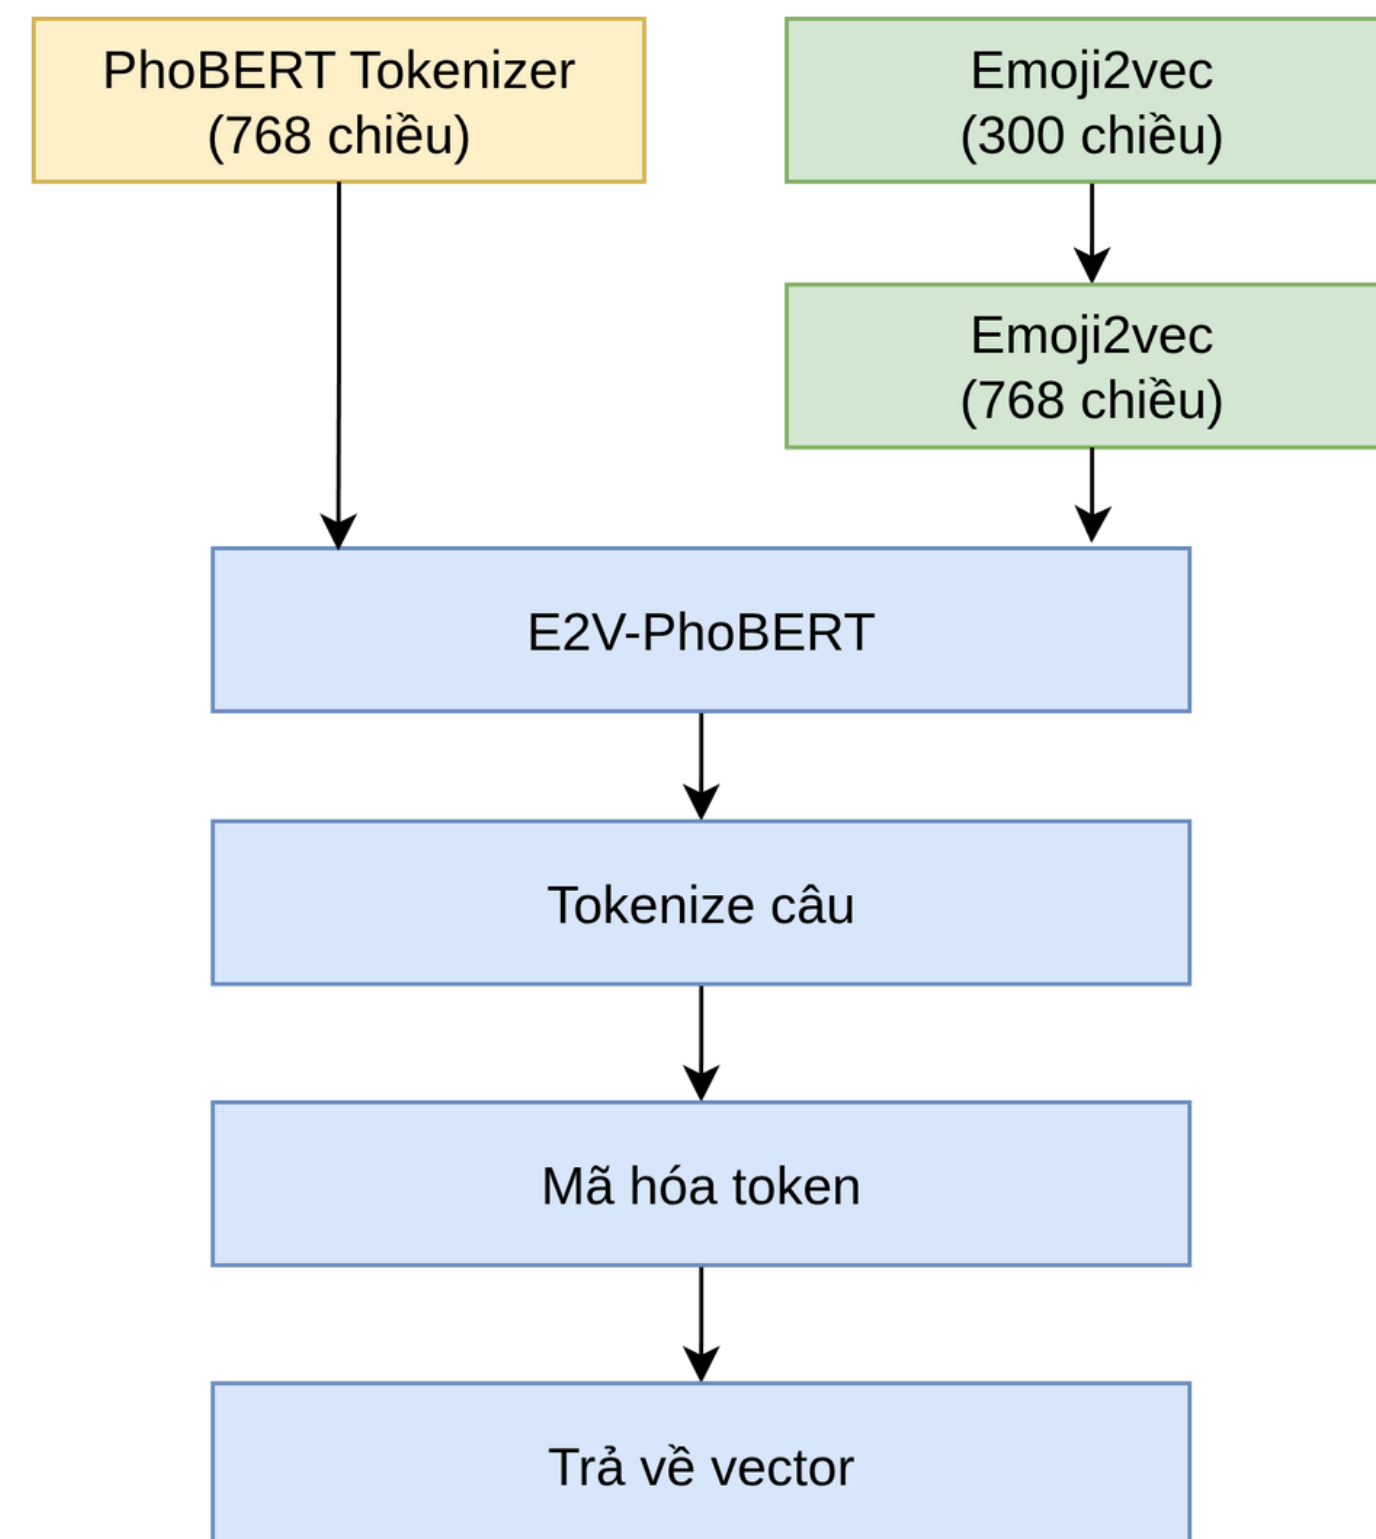 PhoBERT Tokenizer
(768 chiều)
Emoji2vec
(300 chiều)
Emoji2vec
(768 chiều)
E2V-PhoBERT
Tokenize câu
Mã hóa token
Trả về vector